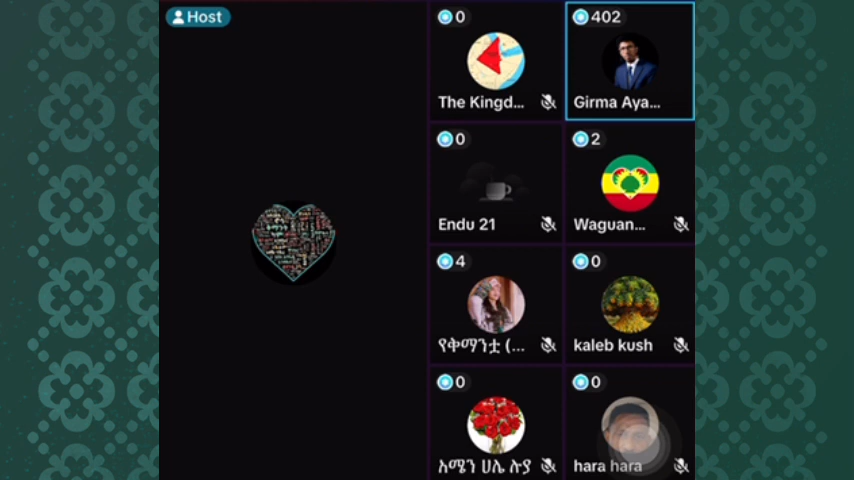 Host
0
402
The Kingd...
Girma Aya...
0
2
Endu 21
Waguan...
4
0
የቅማንቷ (...
kaleb kush
0
0
አሜን ሀሌ ሉያ
hara hara